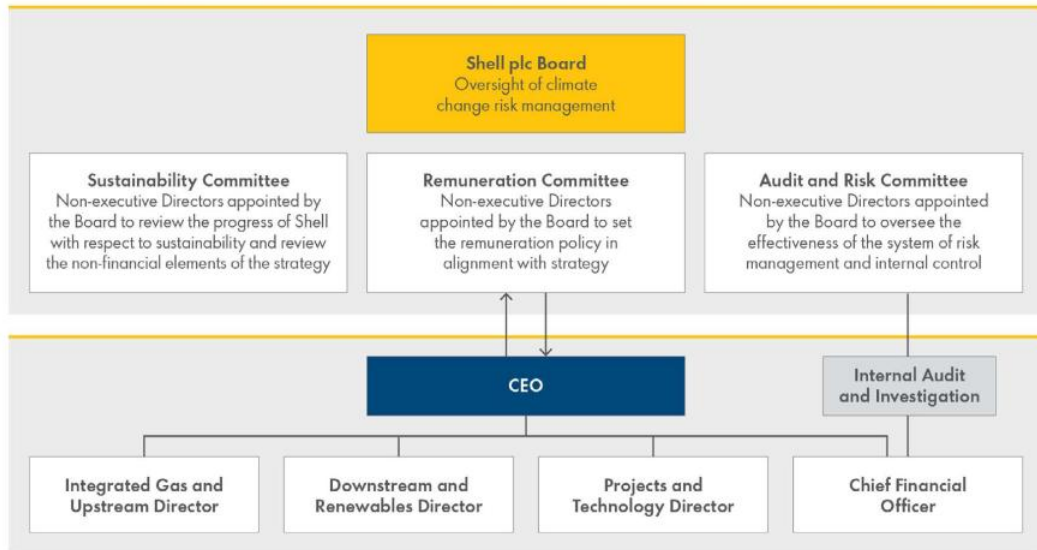 Shell plc Board
Oversight of climate
change risk management
Sustainability Committee
Non-executive Directors appointed by
the Board to review the progress of Shell
with respect to sustainability and review
the non-financial elements of the strategy
Remuneration Committee
Non-executive Directors
appointed by the Board to set
the remuneration policy in
alignment with strategy
Audit and Risk Committee
Non-executive Directors appointed
by the Board to oversee the
effectiveness of the system of risk
management and internal control
CEO
Internal Audit
and Investigation
Integrated Gas and
Upstream Director
Downstream and
Renewables Director
Projects and
Technology Director
Chief Financial
Officer